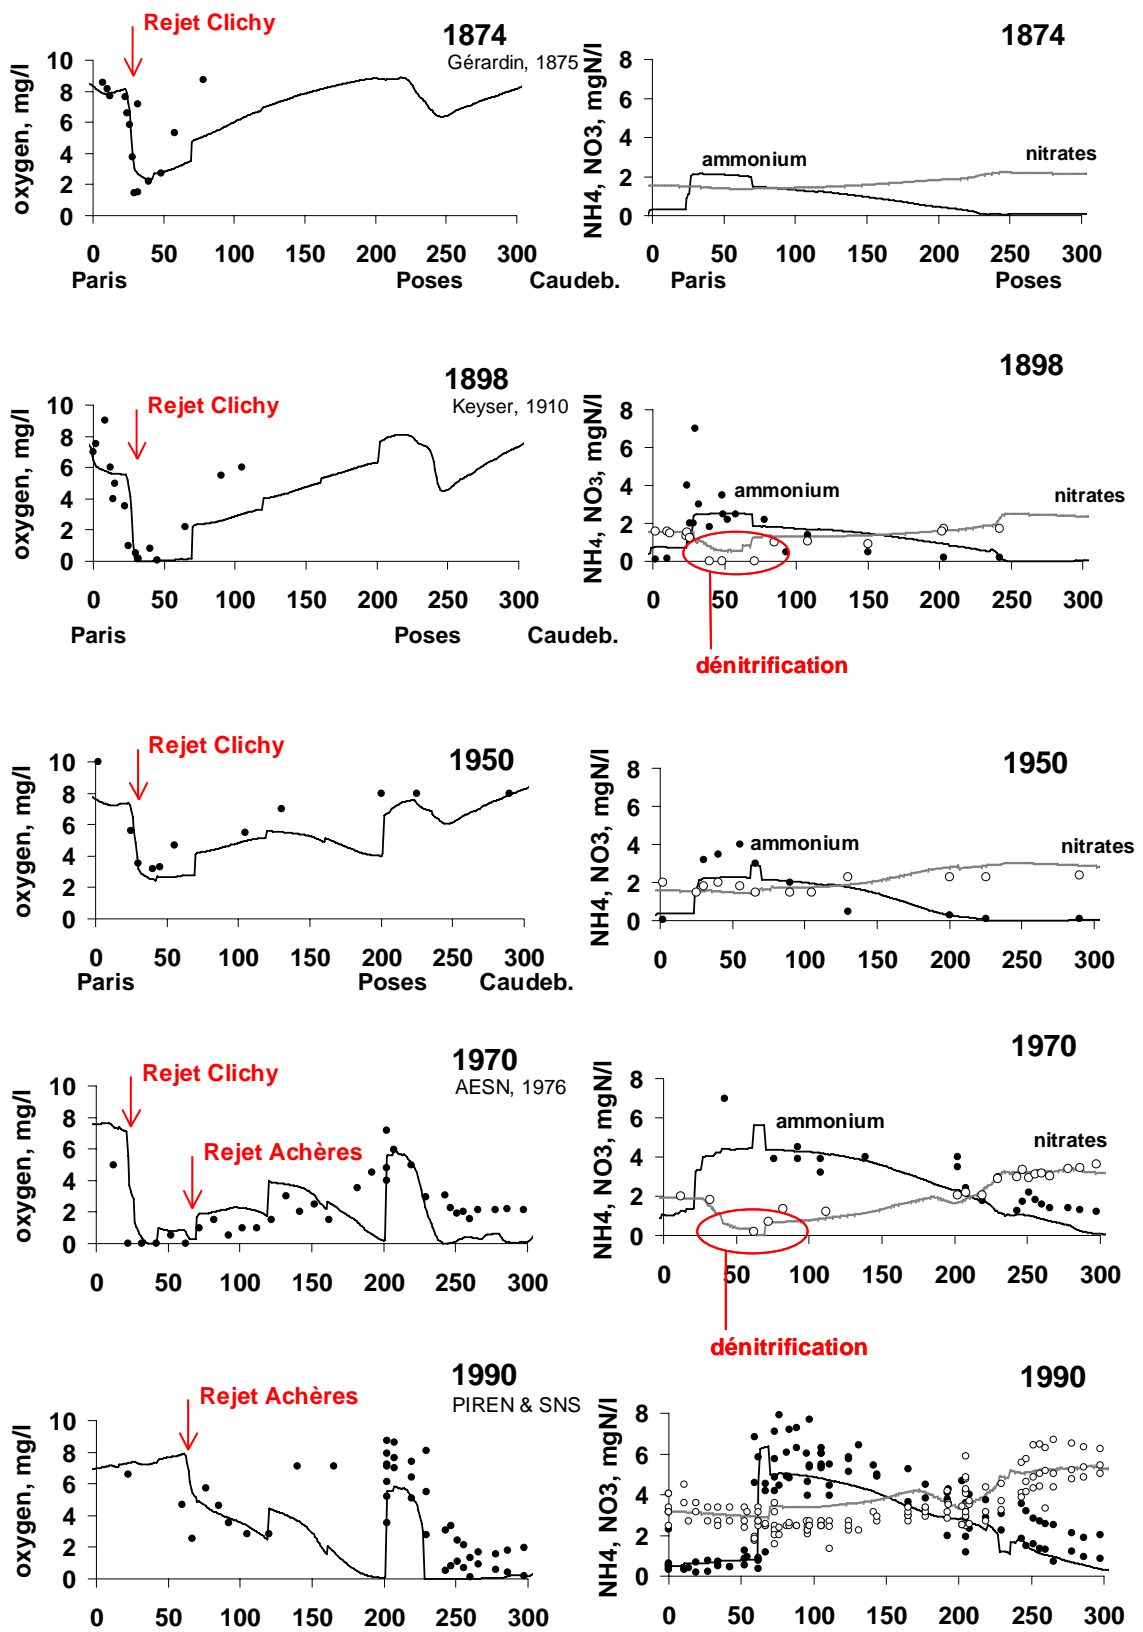 Rejet Clichy
1874
Gérardin, 1875
oxygen, mg/l
10
8
6
4
2
0
0 50 100 150 200 250 300
Paris Poses Caudeb.
1874
NH4, NO3, mgN/l
8
6
4
2
0
ammonium
nitrates
0 50 100 150 200 250 300
Paris Poses
Rejet Clichy
1898
Keyser, 1910
oxygen, mg/l
10
8
6
4
2
0
0 50 100 150 200 250 300
Paris Poses Caudeb.
1898
NH4, NO3, mgN/l
8
6
4
2
0
ammonium
nitrates
0 50 100 150 200 250 300
dénitrification
Rejet Clichy
1950
oxygen, mg/l
10
8
6
4
2
0
0 50 100 150 200 250 300
Paris Poses Caudeb.
1950
NH4, NO3, mgN/l
8
6
4
2
0
ammonium
nitrates
0 50 100 150 200 250 300
Rejet Clichy
1970
AESN, 1976
Rejet Achères
oxygen, mg/l
10
8
6
4
2
0
0 50 100 150 200 250 300
1970
NH4, NO3, mgN/l
8
6
4
2
0
ammonium
nitrates
0 50 100 150 200 250 300
dénitrification
Rejet Achères
1990
PIREN & SNS
oxygen, mg/l
10
8
6
4
2
0
0 50 100 150 200 250 300
1990
NH4, NO3, mgN/l
8
6
4
2
0
0 50 100 150 200 250 300